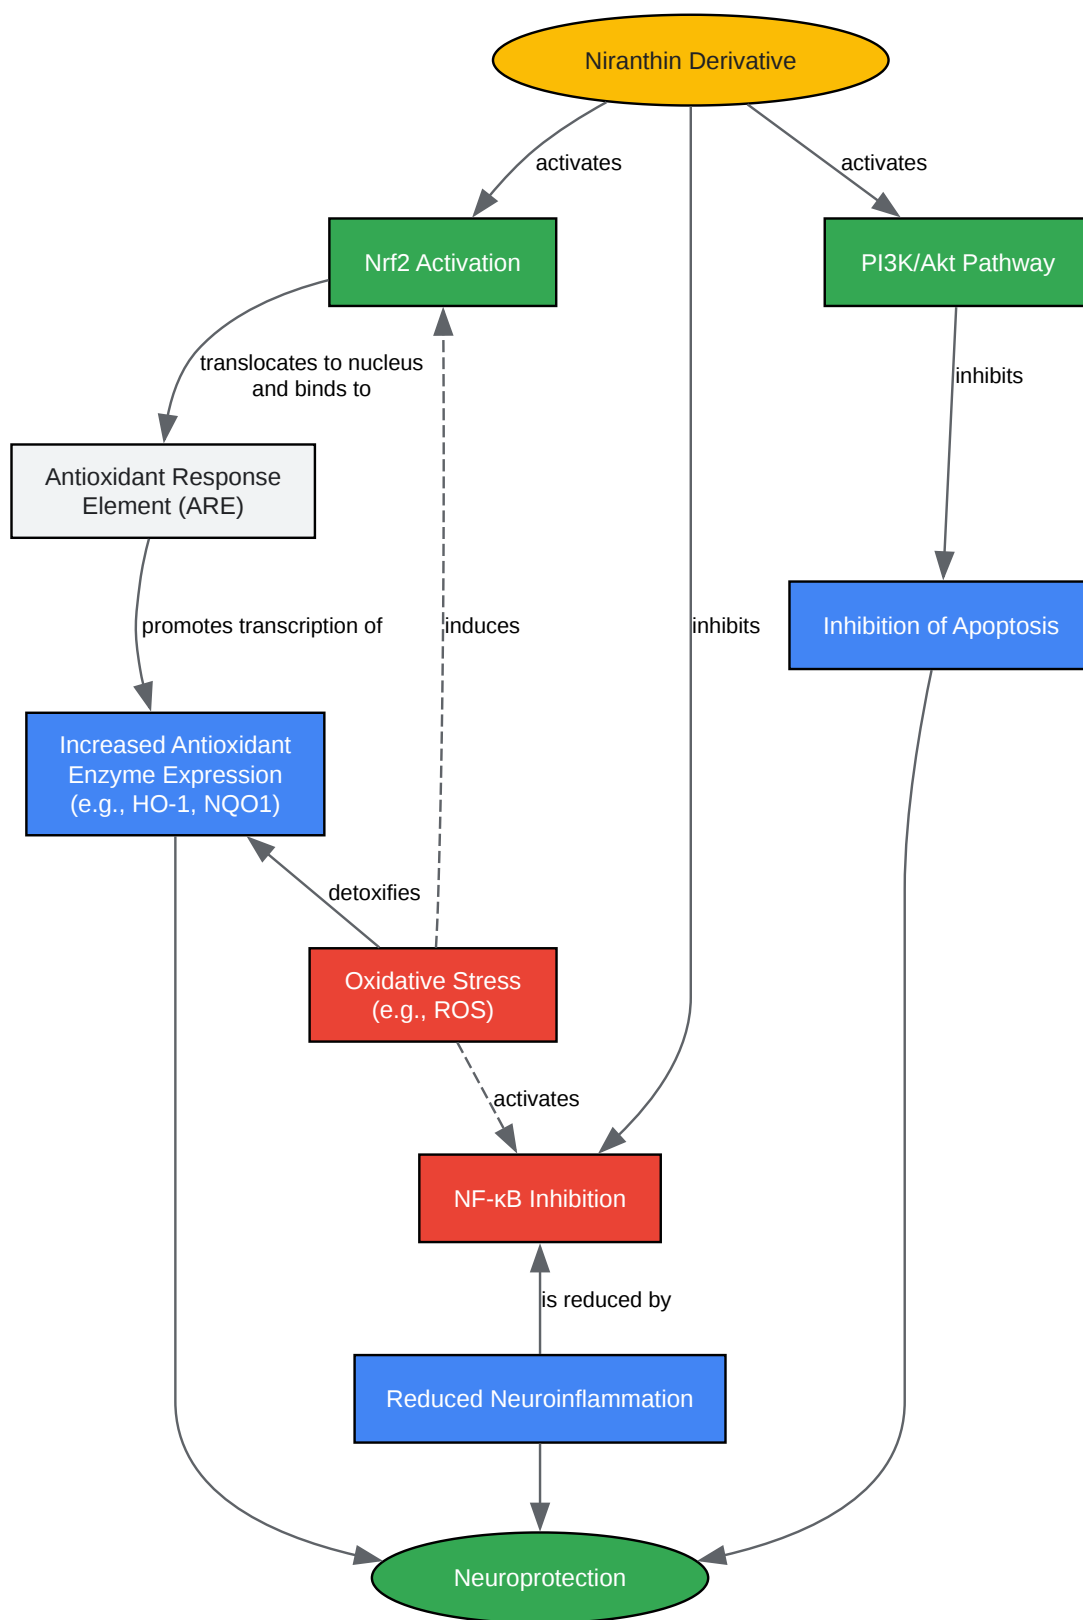 Niranthin Derivative
activates
activates
Nrf2 Activation
PI3K/Akt Pathway
translocates to nucleus
and binds to
inhibits
Antioxidant Response
Element (ARE)
promotes transcription of
induces
inhibits
Inhibition of Apoptosis
Increased Antioxidant
Enzyme Expression
(e.g., HO-1, NQO1)
detoxifies
Oxidative Stress
(e.g., ROS)
activates
NF-κB Inhibition
is reduced by
Reduced Neuroinflammation
Neuroprotection